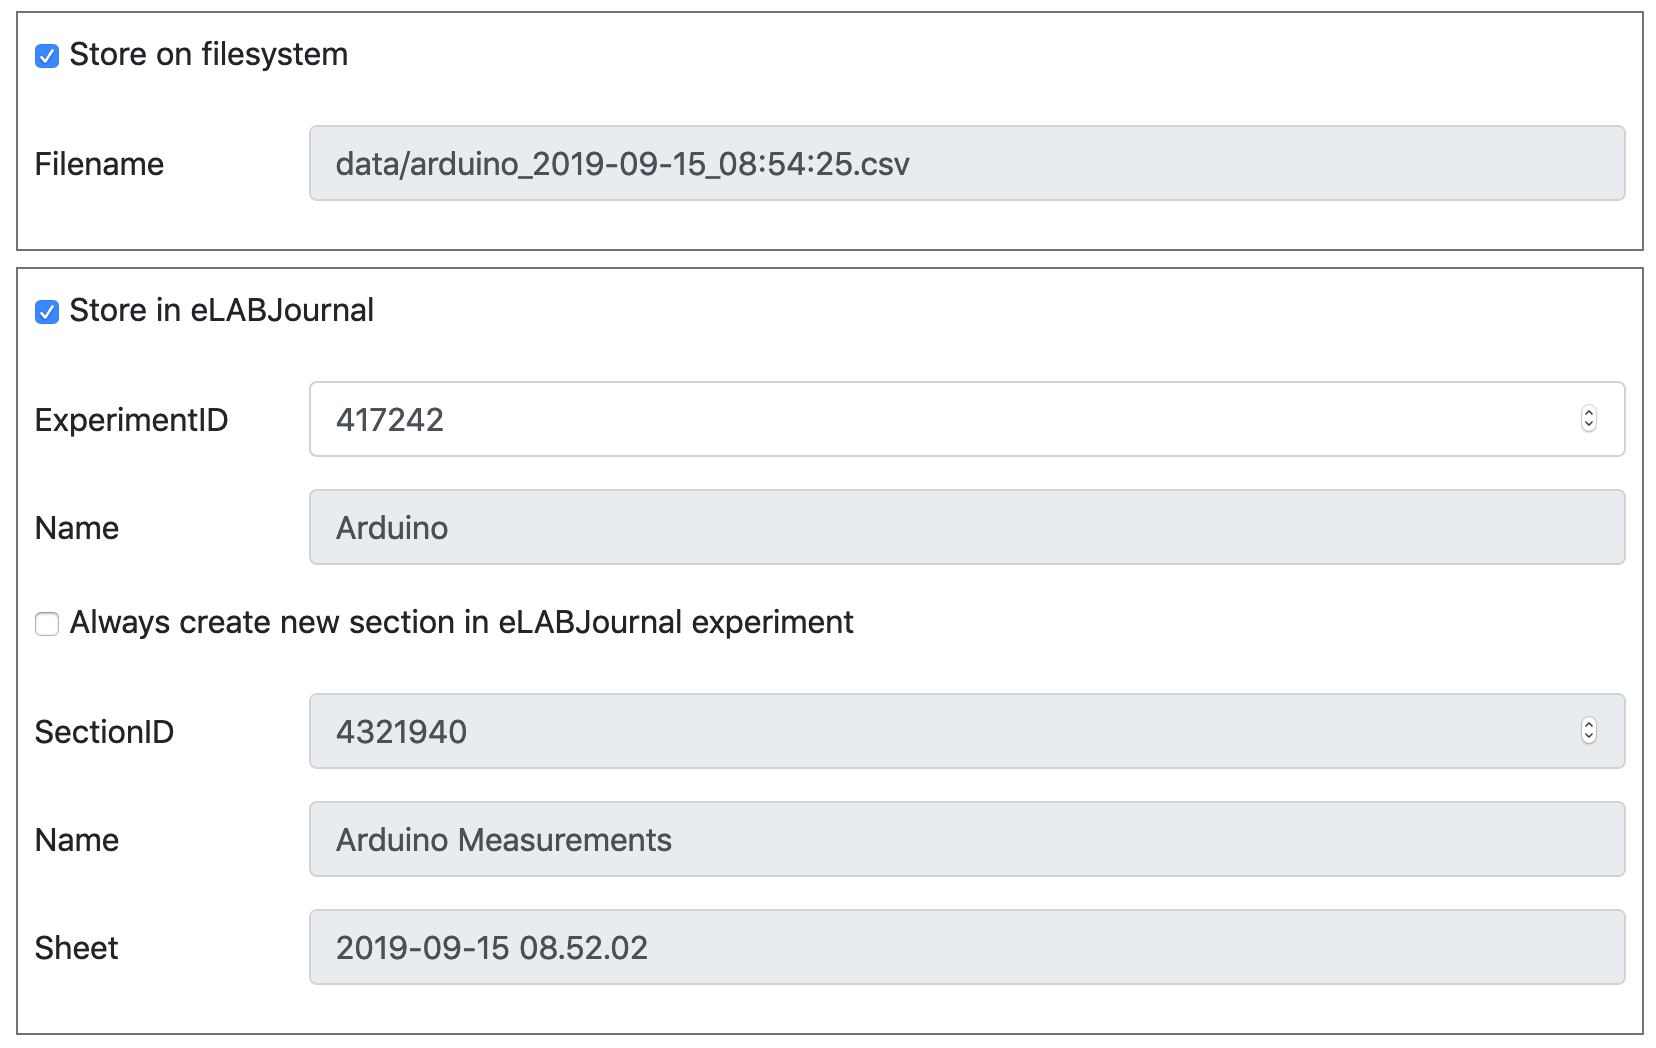 Store on filesystem
Filename data/arduino_2019-09-15_08:54:25.csv
Store in eLABJournal
ExperimentID 417242
Name Arduino
Always create new section in eLABJournal experiment
SectionID 4321940
Name Arduino Measurements
Sheet 2019-09-15 08.52.02